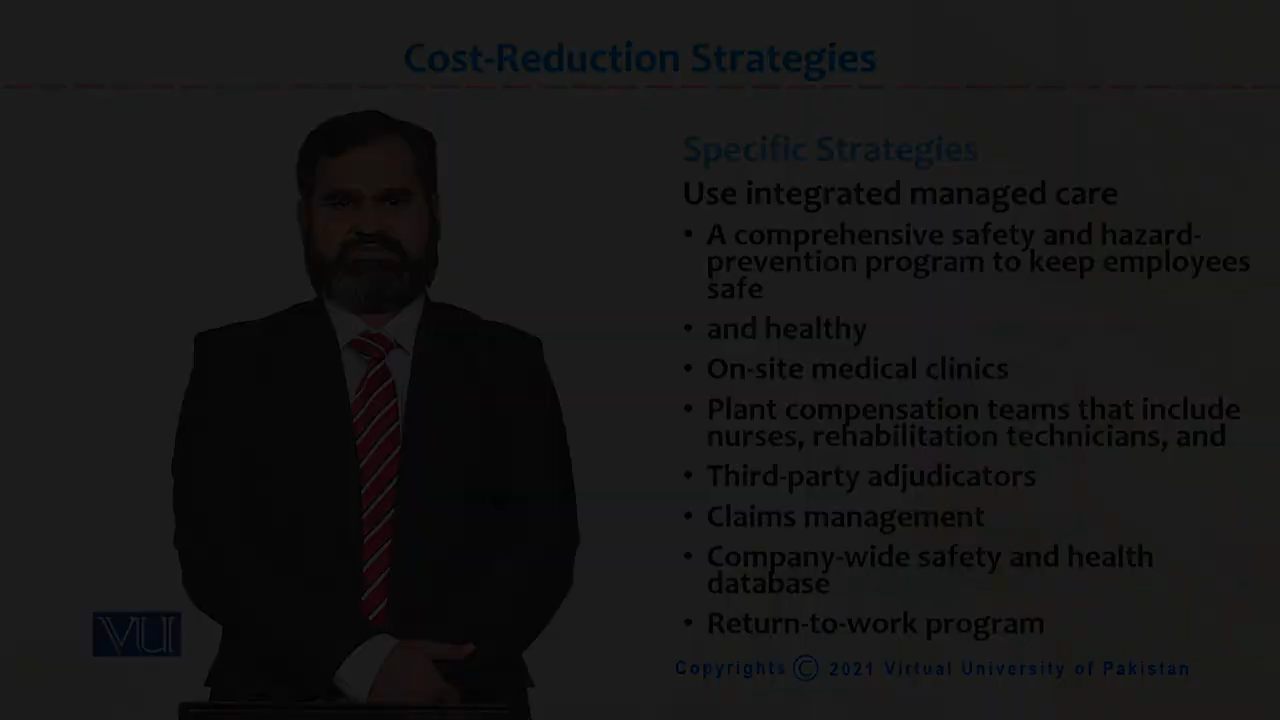 Cost-Reduction Strategies
Specific Strategies
Use integrated managed care
• A comprehensive safety and hazard-
prevention program to keep employees
safe
• and healthy
• On-site medical clinics
• Plant compensation teams that include
nurses, rehabilitation technicians, and
• Third-party adjudicators
• Claims management
• Company-wide safety and health
database
• Return-to-work program
VU
Copyrights © 2021 Virtual University of Pakistan